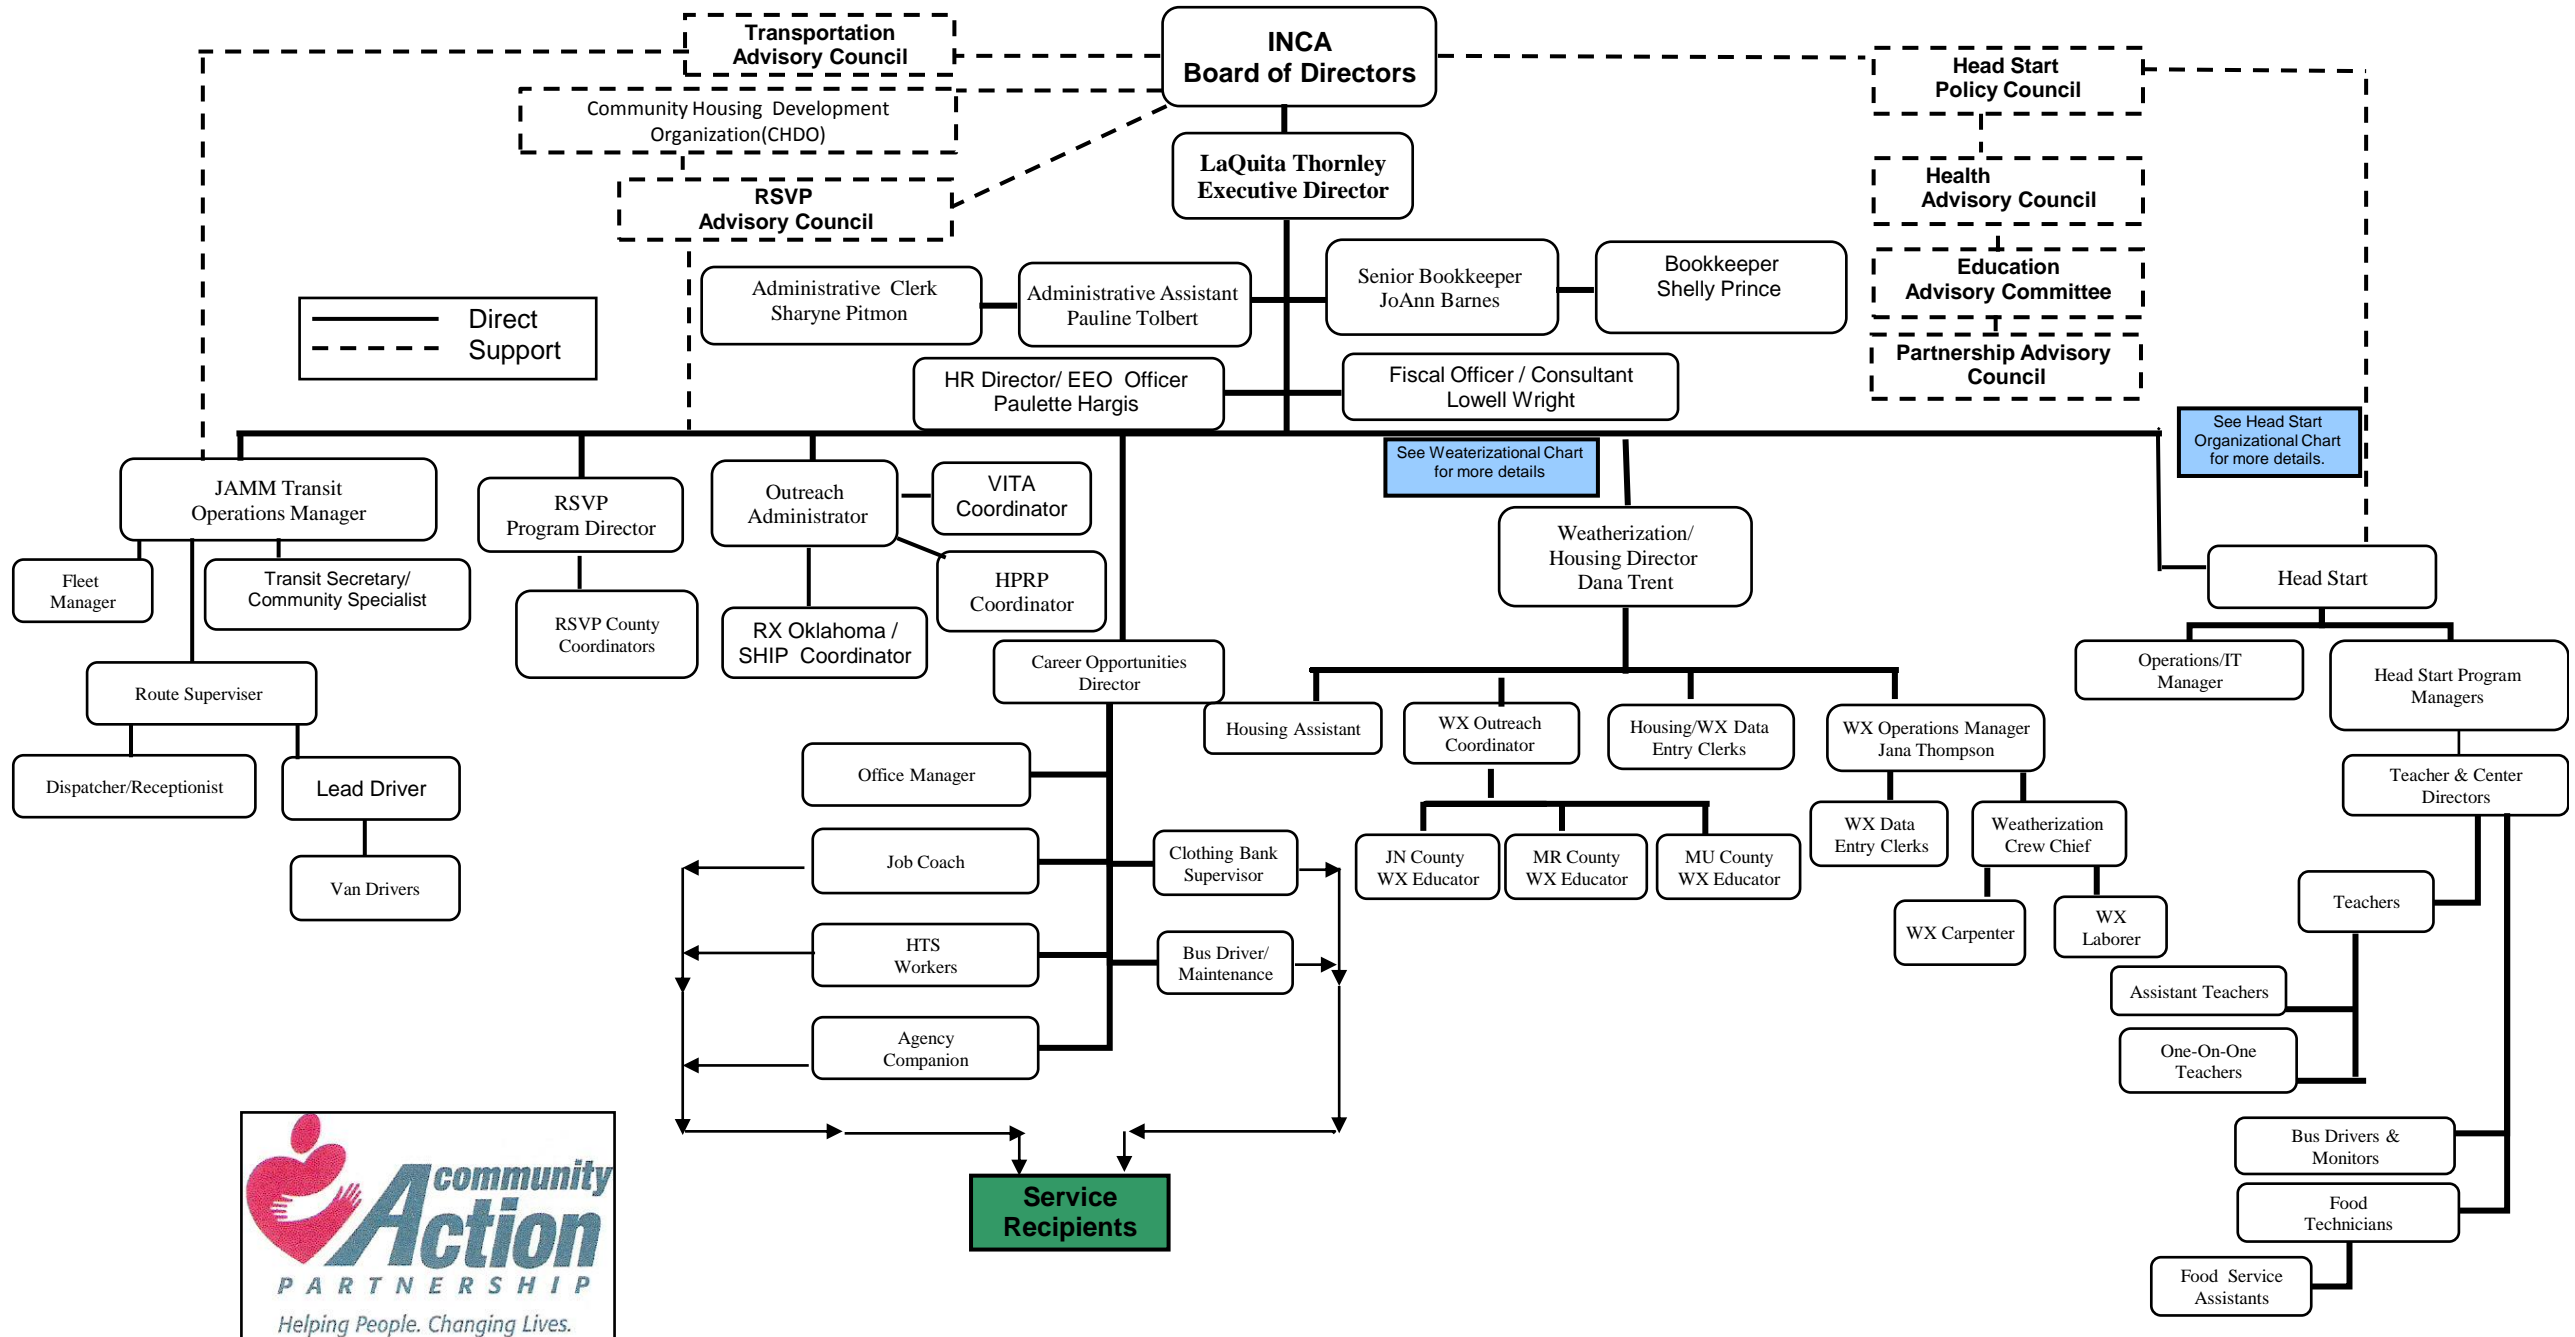 Transportation
Advisory Council
INCA
Board of Directors
Head Start
Policy Council
Community Housing  Development
Organization(CHDO)
LaQuita Thornley
Executive Director
Health
Advisory Council
RSVP
Advisory Council
Education
Advisory Committee
Administrative  Clerk
Sharyne Pitmon
Administrative Assistant
Pauline Tolbert
Senior Bookkeeper
JoAnn Barnes
Bookkeeper
Shelly Prince
Direct
Support
Partnership Advisory
Council
HR Director/ EEO  Officer
Paulette Hargis
Fiscal Officer / Consultant
Lowell Wright
See Head Start
Organizational Chart
for more details.
See Weaterizational Chart
for more details
JAMM Transit
Operations Manager
RSVP
Program Director
Outreach
Administrator
VITA
Coordinator
Weatherization/
Housing Director
Dana Trent
Head Start
Fleet
Manager
Transit Secretary/
Community Specialist
RSVP County
Coordinators
RX Oklahoma /
SHIP  Coordinator
HPRP
Coordinator
Career Opportunities
Director
Operations/IT
Manager
Head Start Program
Managers
Route Superviser
Housing Assistant
WX Outreach
Coordinator
Housing/WX Data
Entry Clerks
WX Operations Manager
Jana Thompson
Dispatcher/Receptionist
Lead Driver
Office Manager
Teacher & Center
Directors
Van Drivers
Job Coach
Clothing Bank
Supervisor
JN County
WX Educator
MR County
WX Educator
MU County
WX Educator
WX Data
Entry Clerks
Weatherization
Crew Chief
Teachers
HTS
Workers
Bus Driver/
Maintenance
WX Carpenter
WX
Laborer
Assistant Teachers
Agency
Companion
One-On-One
Teachers
Bus Drivers &
Monitors
Service
Recipients
Food
Technicians
Food  Service
Assistants
community
Action
PARTNERSHIP
Helping People. Changing Lives.